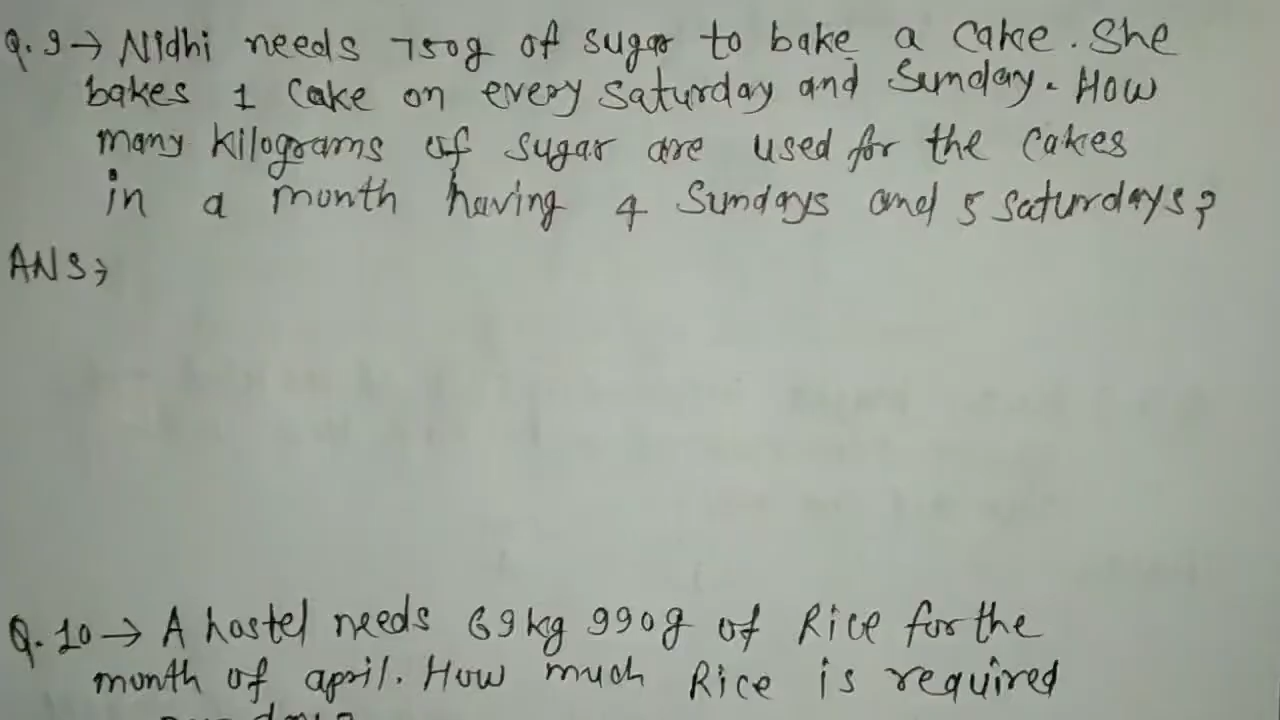 Q.9→ Nidhi needs 750g of sugar to bake a cake. She
bakes 1 Cake on every Saturday and Sunday. How
many kilograms of sugar are used for the Cakes
in a month having 4 Sundays and 5 Saturdays?
ANS→
Q.10→ A hostel needs 69kg 990g of Rice for the
month of april. How much Rice is required